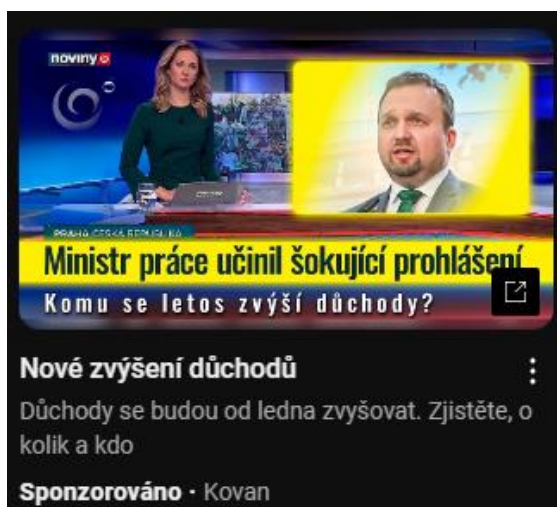 noviny
PRAHA ČESKÁ REPUBLIKA
Ministr práce učinil šokující prohlášení
Komu se letos zvýší důchody?
Nové zvýšení důchodů
Důchody se budou od ledna zvyšovat. Zjistěte, o
kolik a kdo
Sponzorováno · Kovan